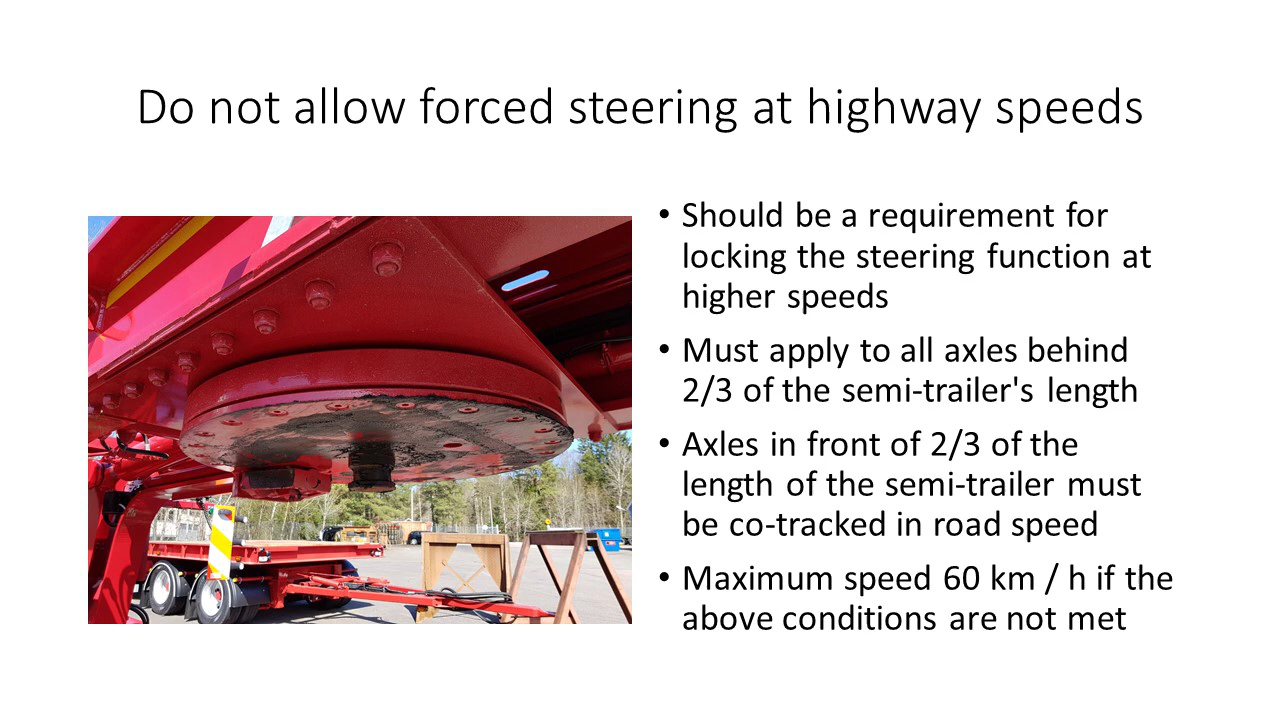 Do not allow forced steering at highway speeds
• Should be a requirement for
locking the steering function at
higher speeds
• Must apply to all axles behind
2/3 of the semi-trailer's length
• Axles in front of 2/3 of the
length of the semi-trailer must
be co-tracked in road speed
• Maximum speed 60 km / h if the
above conditions are not met